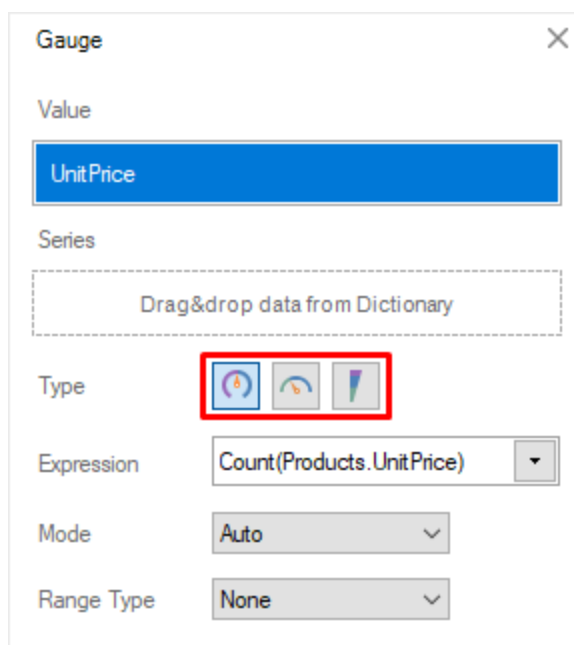 Gauge
Value
UnitPrice
Series
Drag&drop data from Dictionary
Type
Expression
Count(Products.UnitPrice)
Mode
Auto
Range Type
None